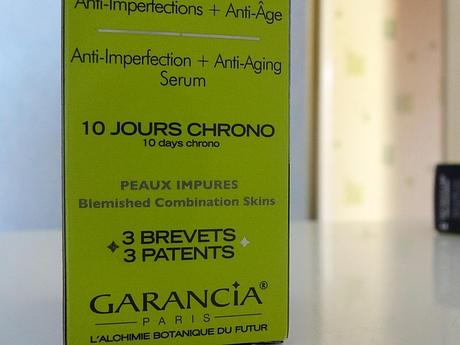 Anti-Imperfections + Anti-Âge
Anti-Imperfection + Anti-Aging
Serum
10 JOURS CHRONO
10 days chrono
PEAUX IMPURES
Blemished Combination Skins
3 BREVETS
3 PATENTS
GARANCiA®
PARIS
L'ALCHIMIE BOTANIQUE DU FUTUR